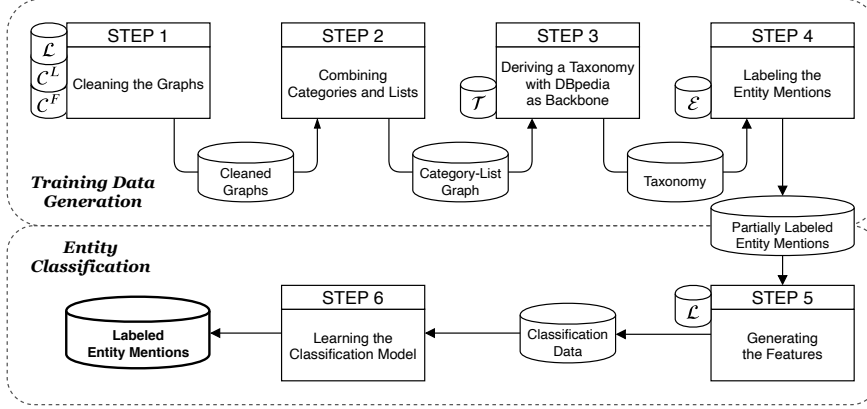 STEP 1
ℒ
𝒞ᴸ
𝒞ᶠ
Cleaning the Graphs
STEP 2
Combining
Categories and Lists
STEP 3
𝒯
Deriving a Taxonomy
with DBpedia
as Backbone
STEP 4
ℰ
Labeling the
Entity Mentions
Cleaned
Graphs
Category-List
Graph
Taxonomy
Training Data
Generation
Partially Labeled
Entity Mentions
Entity
Classification
STEP 5
ℒ
Generating
the Features
Classification
Data
STEP 6
Learning the
Classification Model
Labeled
Entity Mentions